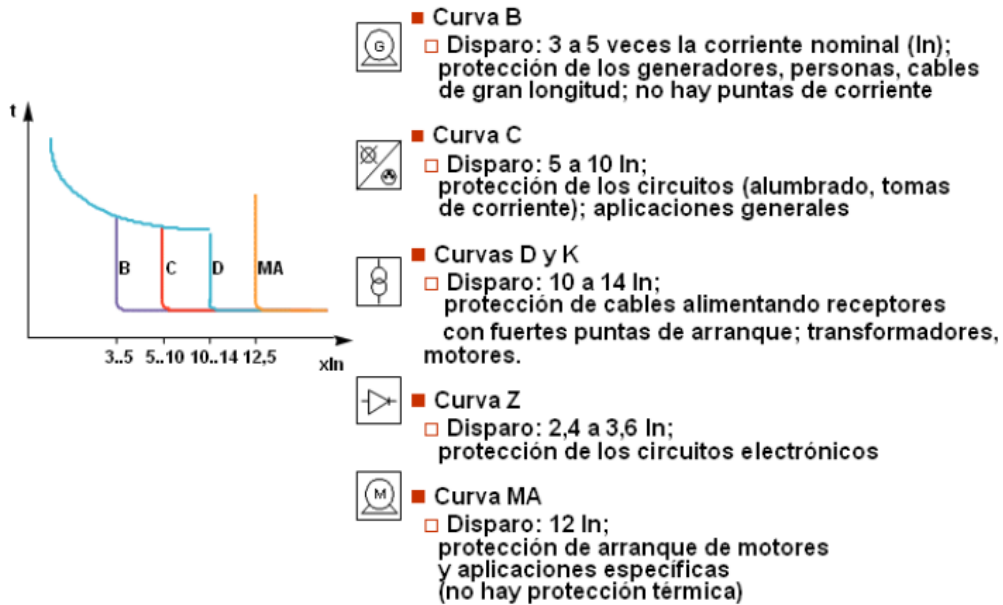 Curva B
Disparo: 3 a 5 veces la corriente nominal (In);
protección de los generadores, personas, cables
de gran longitud; no hay puntas de corriente
Curva C
Disparo: 5 a 10 In;
protección de los circuitos (alumbrado, tomas
de corriente); aplicaciones generales
Curvas D y K
Disparo: 10 a 14 In;
protección de cables alimentando receptores
con fuertes puntas de arranque; transformadores,
motores.
Curva Z
Disparo: 2,4 a 3,6 In;
protección de los circuitos electrónicos
Curva MA
Disparo: 12 In;
protección de arranque de motores
y aplicaciones específicas
(no hay protección térmica)
G
M
t
B C D MA
3..5 5..10 10..14 12,5
xIn